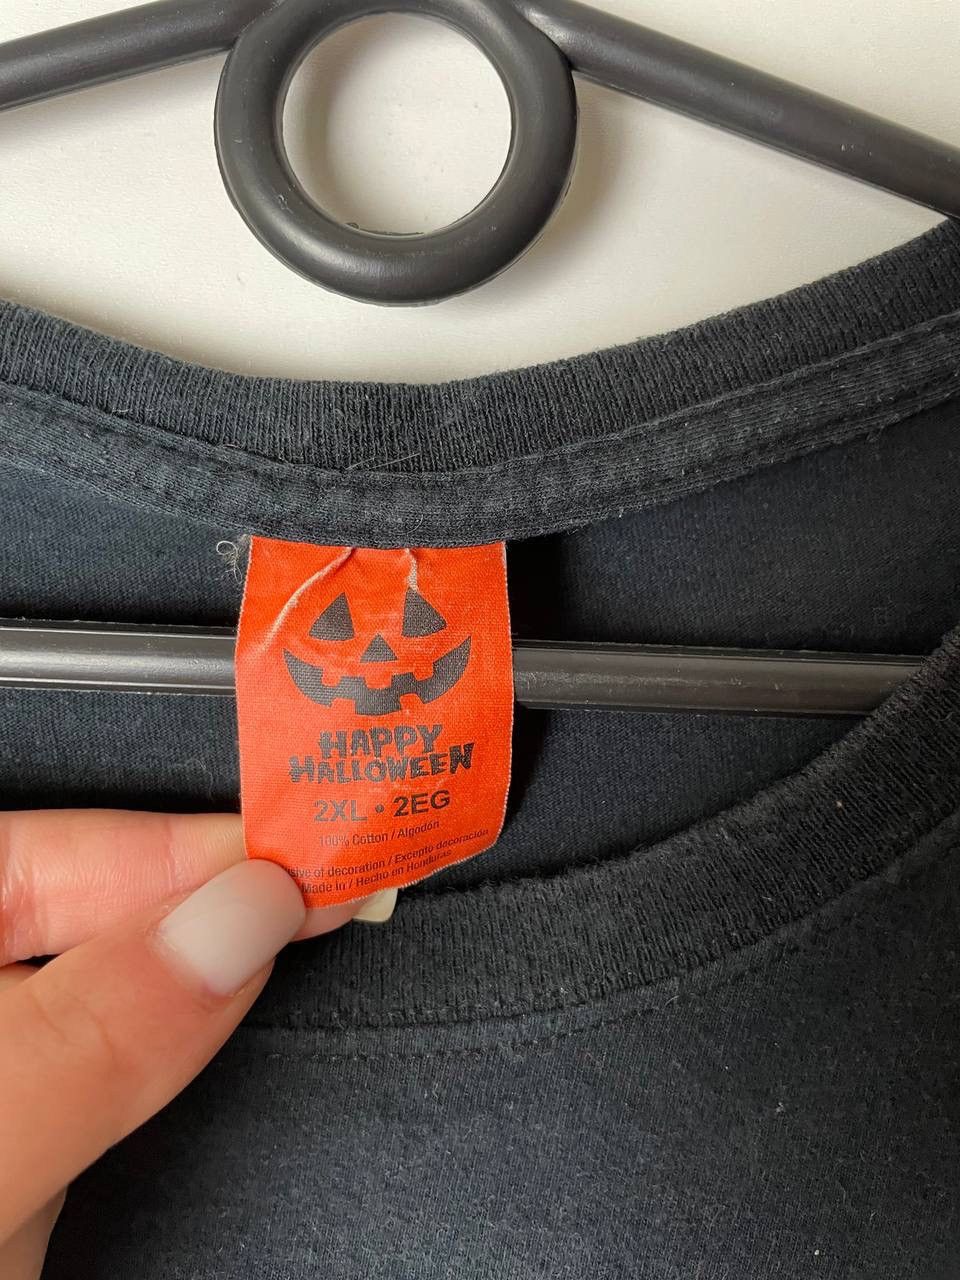 HAPPY
HALLOWEEN
2XL • 2EG
100% Cotton / Algodón
of decoration / Excepto decoración
Made in / Hecho en Honduras